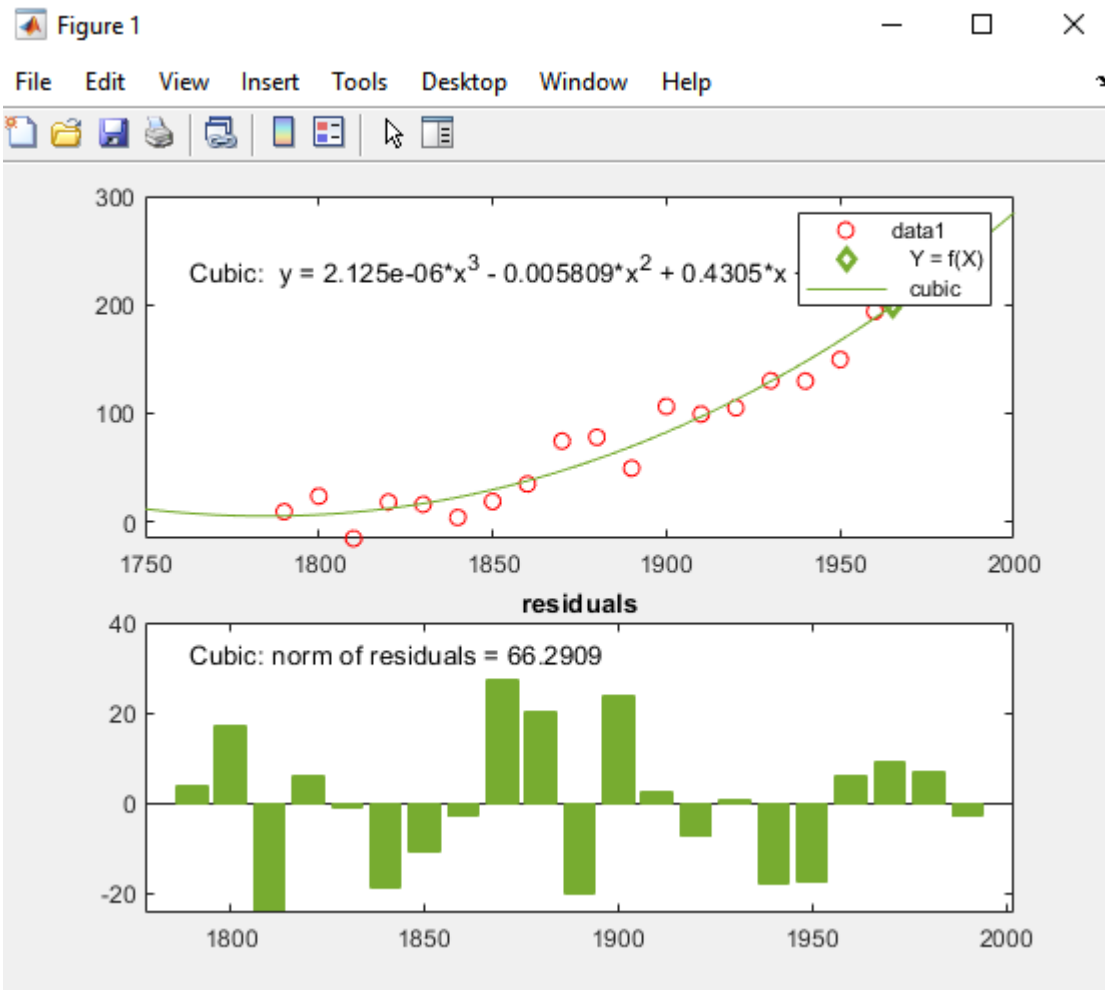 Figure 1
File Edit View Insert Tools Desktop Window Help
300
200
100
0
Cubic: y = 2.125e-06*x^3 - 0.005809*x^2 + 0.4305*x
data1
Y = f(X)
cubic
1750 1800 1850 1900 1950 2000
residuals
40
20
0
-20
Cubic: norm of residuals = 66.2909
1800 1850 1900 1950 2000